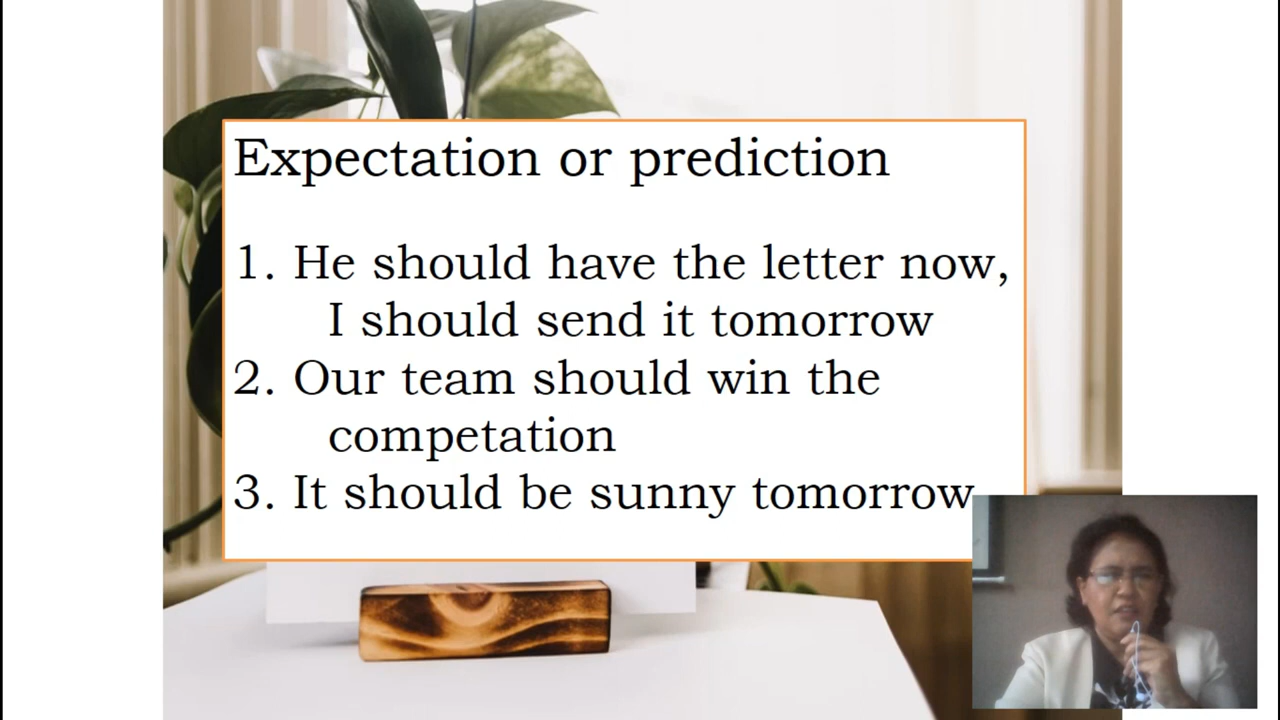 Expectation or prediction
1. He should have the letter now,
I should send it tomorrow
2. Our team should win the
competation
3. It should be sunny tomorrow